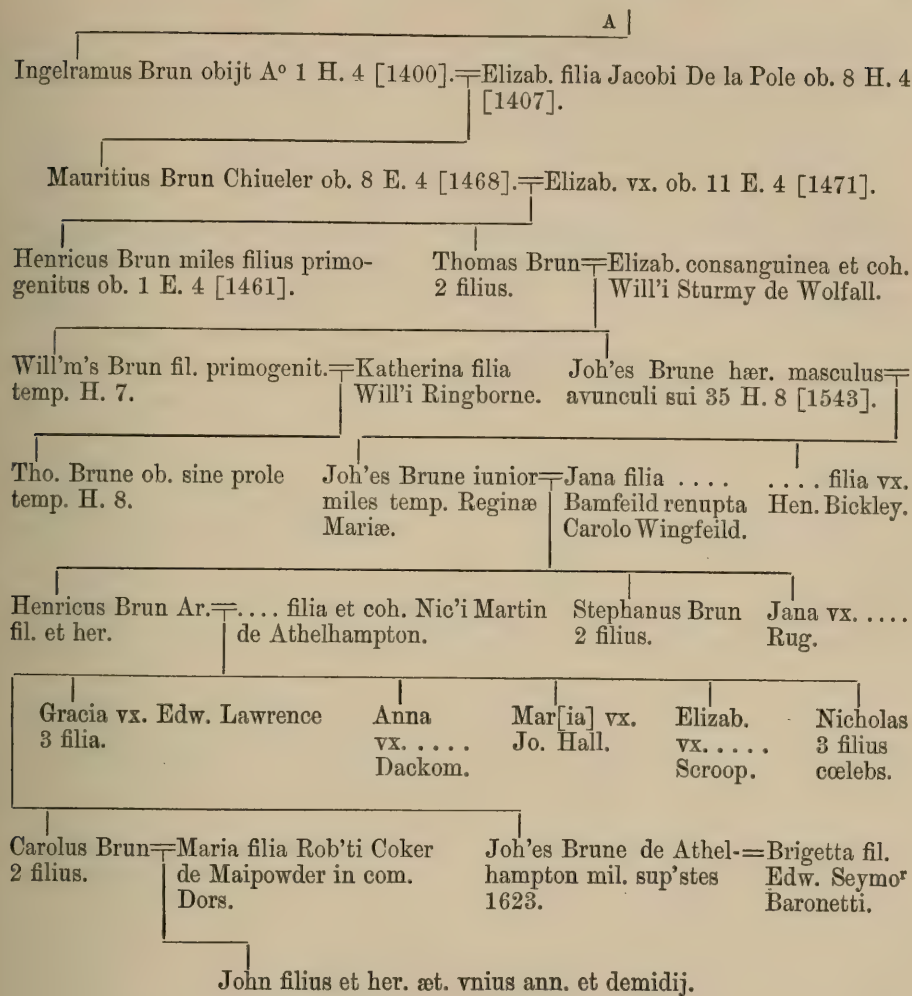 A
Ingelramus Brun obijt Aº 1 H. 4 [1400].=Elizab. filia Jacobi De la Pole ob. 8 H. 4
[1407].
Mauritius Brun Chiueler ob. 8 E. 4 [1468].=Elizab. vx. ob. 11 E. 4 [1471].
Henricus Brun miles filius primo-
genitus ob. 1 E. 4 [1461].
Thomas Brun=
2 filius.
Elizab. consanguinea et coh.
Will'i Sturmy de Wolfall.
Will'm's Brun fil. primogenit.=
temp. H. 7.
Katherina filia
Will'i Ringborne.
Joh'es Brune hær. masculus=
avunculi sui 35 H. 8 [1543].
Tho. Brune ob. sine prole
temp. H. 8.
Joh'es Brune iunior=
miles temp. Reginæ
Mariæ.
Jana filia ....
Bamfeild renupta
Carolo Wingfeild.
.... filia vx.
Hen. Bickley.
Henricus Brun Ar.=
fil. et her.
.... filia et coh. Nic'i Martin
de Athelhampton.
Stephanus Brun
2 filius.
Jana vx. .....
Rug.
Gracia vx. Edw. Lawrence
3 filia.
Anna
vx. .....
Dackom.
Mar[ia] vx.
Jo. Hall.
Elizab.
vx. .....
Scroop.
Nicholas
3 filius
cœlebs.
Carolus Brun=
2 filius.
Maria filia Rob'ti Coker
de Maipowder in com.
Dors.
Joh'es Brune de Athel-=
hampton mil. sup'stes
1623.
Brigetta fil.
Edw. Seymoʳ
Baronetti.
John filius et her. æt. vnius ann. et demidij.